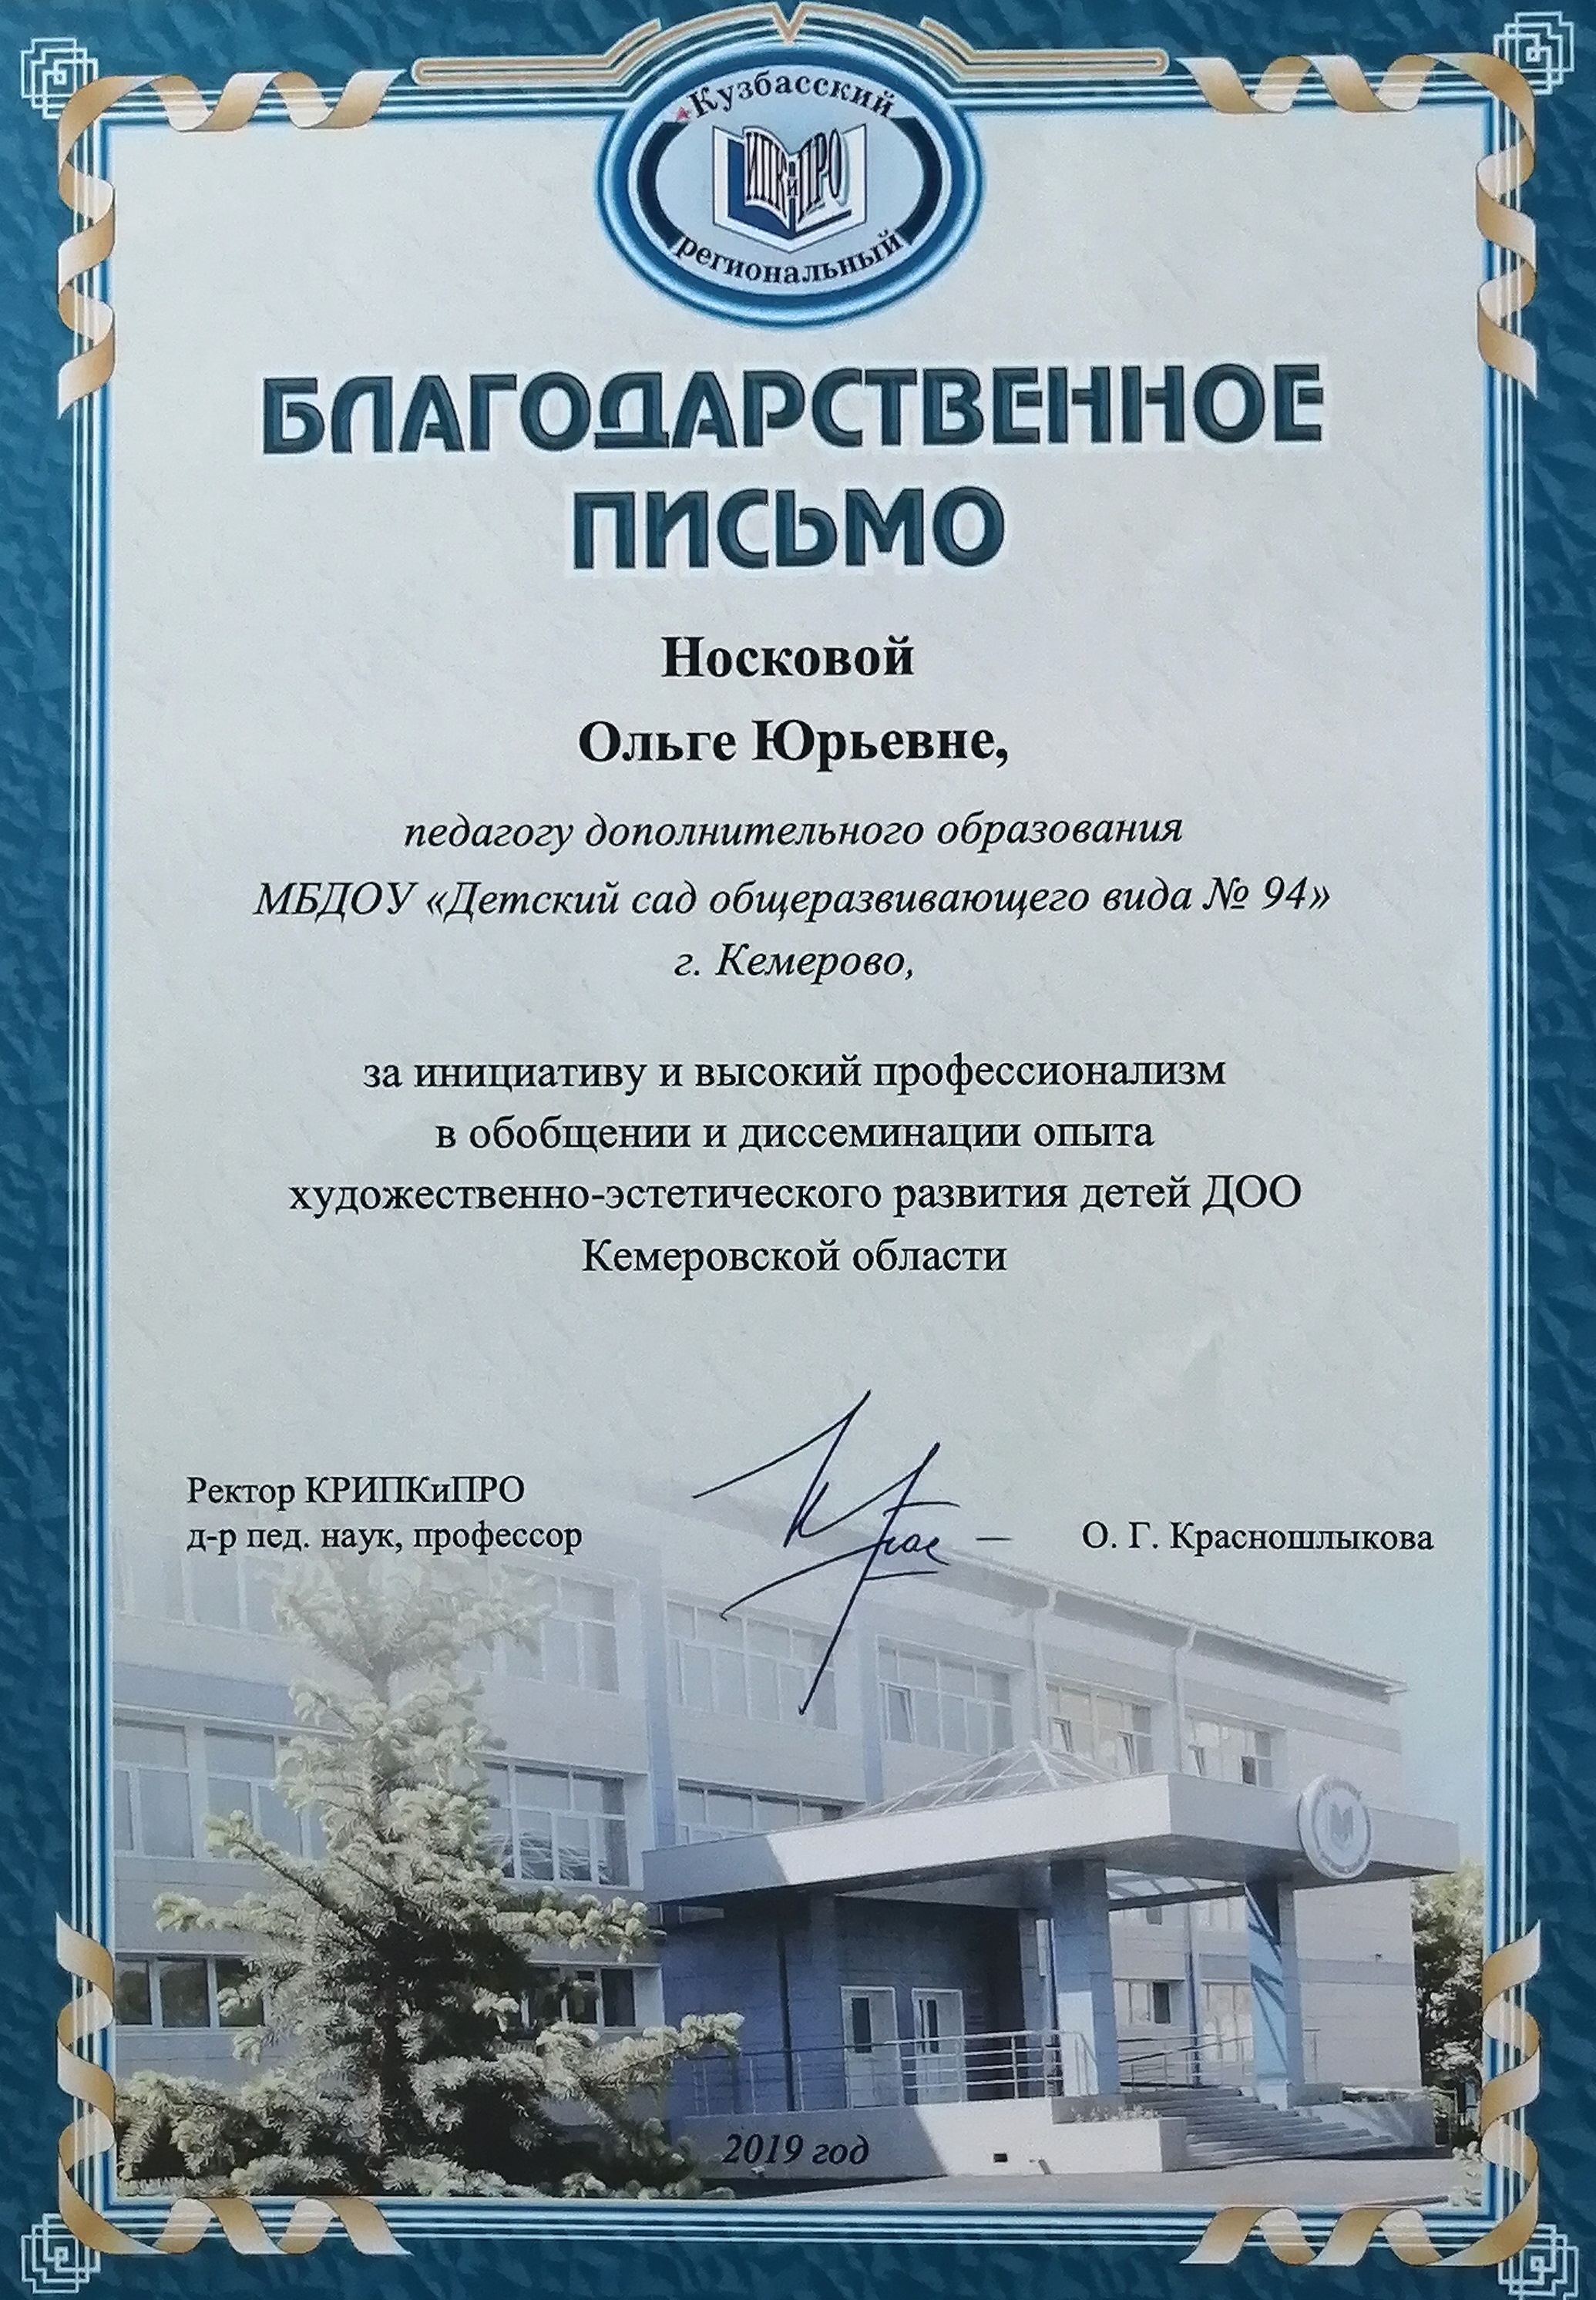 Кузбасский
ИПКиПРО
региональный
БЛАГОДАРСТВЕННОЕ
ПИСЬМО
Носковой
Ольге Юрьевне,
педагогу дополнительного образования
МБДОУ «Детский сад общеразвивающего вида № 94»
г. Кемерово,
за инициативу и высокий профессионализм
в обобщении и диссеминации опыта
художественно-эстетического развития детей ДОО
Кемеровской области
Ректор КРИПКиПРО
д-р пед. наук, профессор
О. Г. Красношлыкова
2019 год